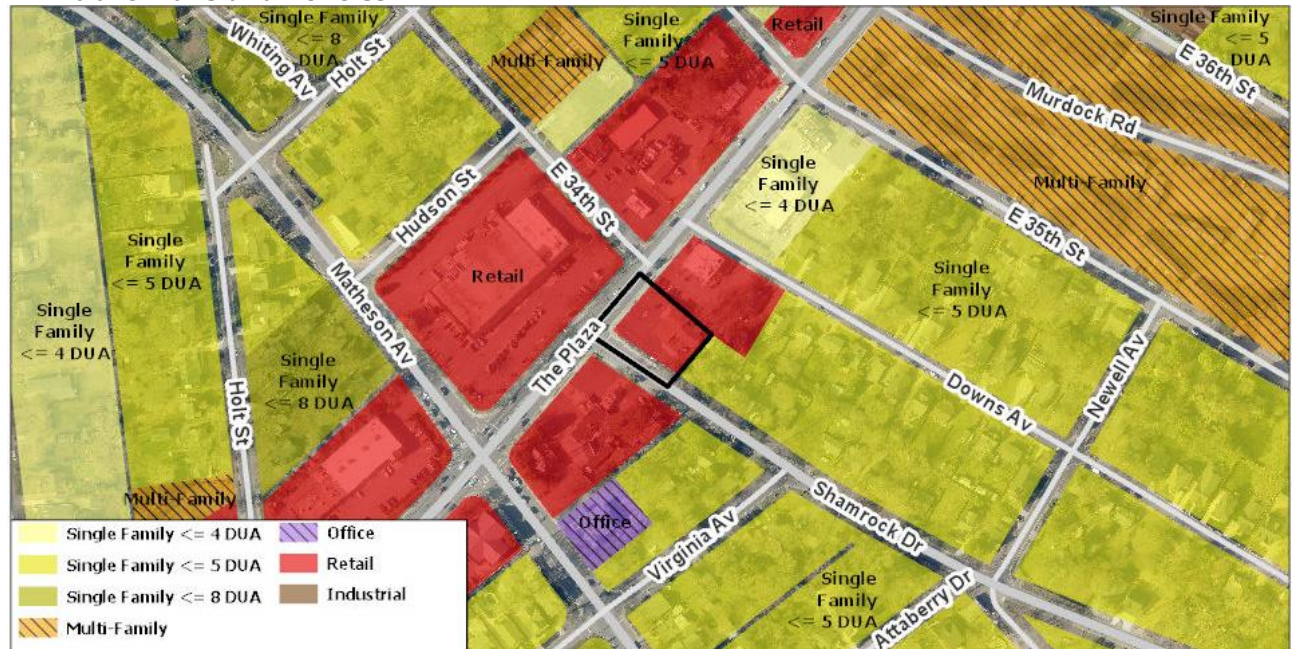 Single Family
<= 8
DUA
Whiting Av
Holt St
Multi-Family
Single
Family
<= 5 DUA
Retail
Single Family
<= 5
DUA
E 36th St
Murdock Rd
Multi-Family
E 34th St
Single
Family
<= 4 DUA
E 35th St
Hudson St
Single
Family
<= 5 DUA
Retail
Matheson Av
Single
Family
<= 5 DUA
Single
Family
<= 4 DUA
The Plaza
Newell Av
Single
Family
<= 8 DUA
Downs Av
Holt St
Multi-Family
Office
Shamrock Dr
Virginia Av
Single
Family
<= 5 DUA
Attaberry Dr
Single Family <= 4 DUA
Single Family <= 5 DUA
Single Family <= 8 DUA
Multi-Family
Office
Retail
Industrial